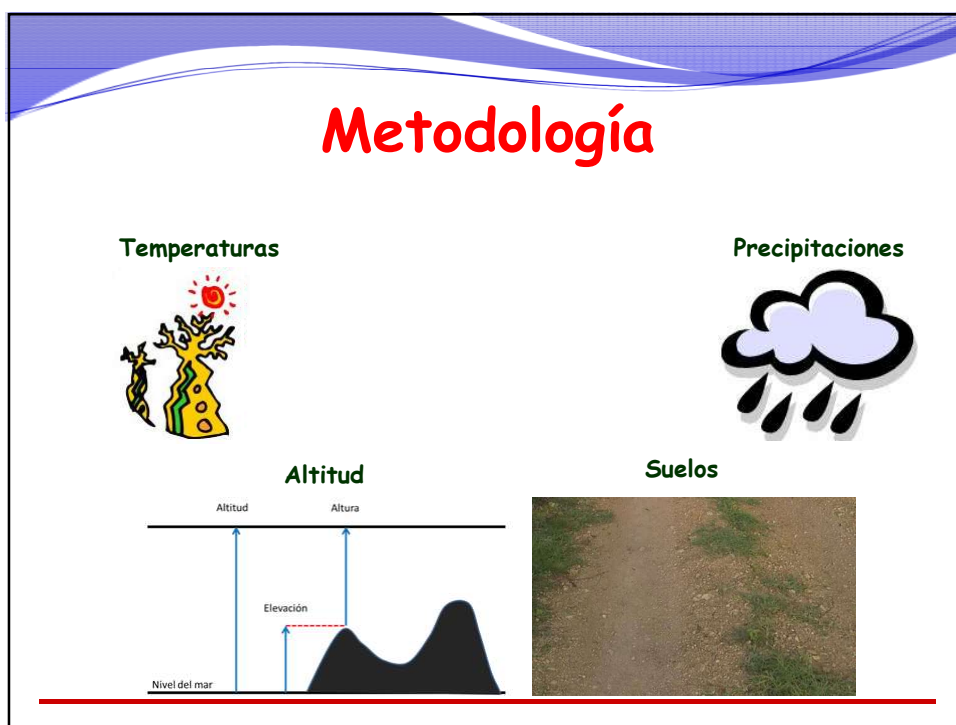 Metodología
Temperaturas
Precipitaciones
Altitud
Suelos
Altitud
Altura
Elevación
Nivel del mar